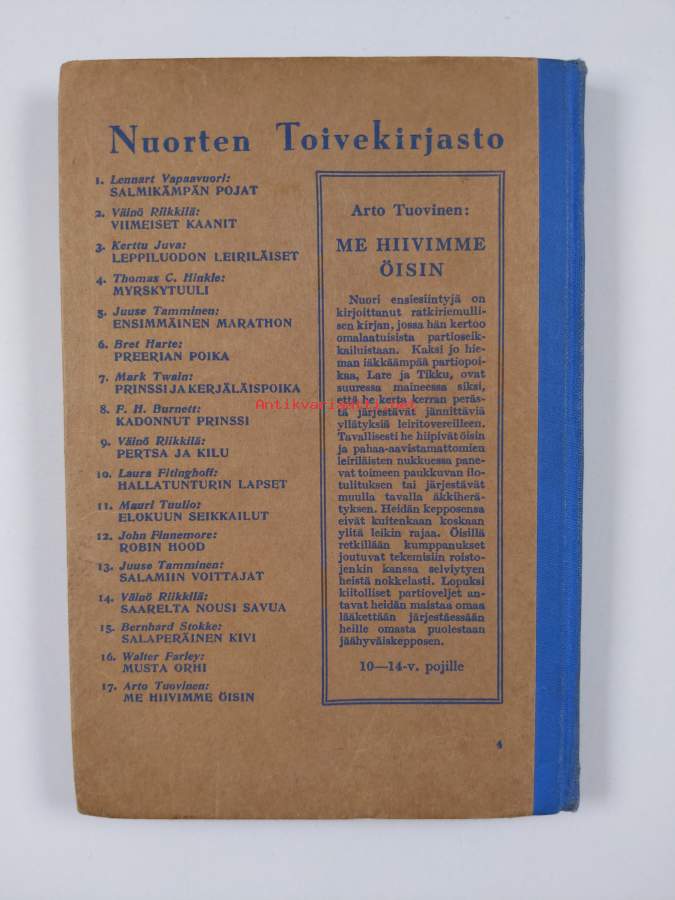 Nuorten Toivekirjasto
1. Lennart Vapaavuori:
SALMIKÄMPÄN POJAT
2. Väinö Riikkilä:
VIIMEISET KAANIT
3. Kerttu Juva:
LEPPILUODON LEIRILÄISET
4. Thomas C. Hinkle:
MYRSKYTUULI
5. Juuse Tamminen:
ENSIMMÄINEN MARATHON
6. Bret Harte:
PREERIAN POIKA
7. Mark Twain:
PRINSSI JA KERJÄLÄISPOIKA
8. F. H. Burnett:
KADONNUT PRINSSI
9. Väinö Riikkilä:
PERTSA JA KILU
10. Laura Fitinghoff:
HALLATUNTURIN LAPSET
11. Mauri Tuulio:
ELOKUUN SEIKKAILUT
12. John Finnemore:
ROBIN HOOD
13. Juuse Tamminen:
SALAMIIN VOITTAJAT
14. Väinö Riikkilä:
SAARELTA NOUSI SAVUA
15. Bernhard Stokke:
SALAPERÄINEN KIVI
16. Walter Farley:
MUSTA ORHI
17. Arto Tuovinen:
ME HIIVIMME ÖISIN
Arto Tuovinen:
ME HIIVIMME
ÖISIN
Nuori ensiesiintyjä on
kirjoittanut ratkiriemulli-
sen kirjan, jossa hän kertoo
omalaatuisista partioseik-
kailuistaan. Kaksi jo hie-
man iäkkäämpää partiopoi-
kaa, Lare ja Tikku, ovat
suuressa maineessa siksi,
että he kerta kerran peräs-
tä järjestävät jännittäviä
yllätyksiä leiritovereilleen.
Tavallisesti he hiipivät öisin
ja pahaa-aavistamattomien
leiriläisten nukkuessa pane-
vat toimeen paukkuvan ilo-
tulituksen tai järjestävät
muulla tavalla äkkiherä-
tyksen. Heidän kepposensa
eivät kuitenkaan koskaan
ylitä leikin rajaa. Öisillä
retkillään kumppanukset
joutuvat tekemisiin roisto-
jenkin kanssa selviytyen
heistä nokkelasti. Lopuksi
kiitolliset partioveljet an-
tavat heidän maistaa omaa
lääkettään järjestäessään
heille omasta puolestaan
jäähyväiskepposen.
10—14-v. pojille
4